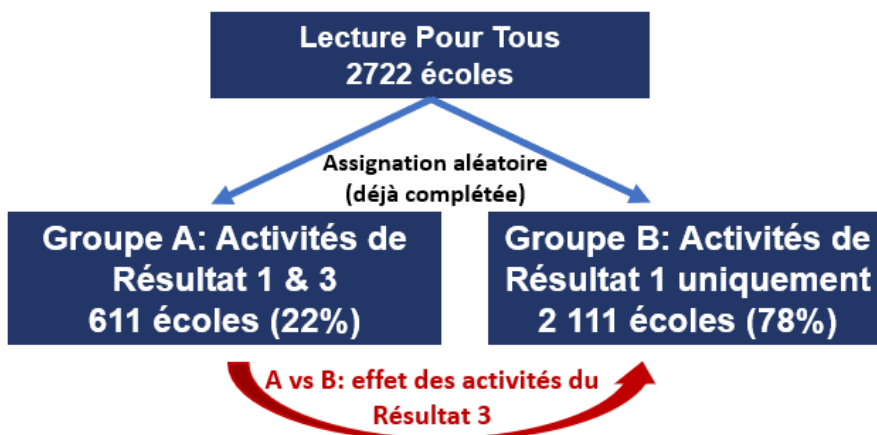 Lecture Pour Tous
2722 écoles
Assignation aléatoire
(déjà complétée)
Groupe A: Activités de
Résultat 1 & 3
611 écoles (22%)
Groupe B: Activités de
Résultat 1 uniquement
2 111 écoles (78%)
A vs B: effet des activités du
Résultat 3